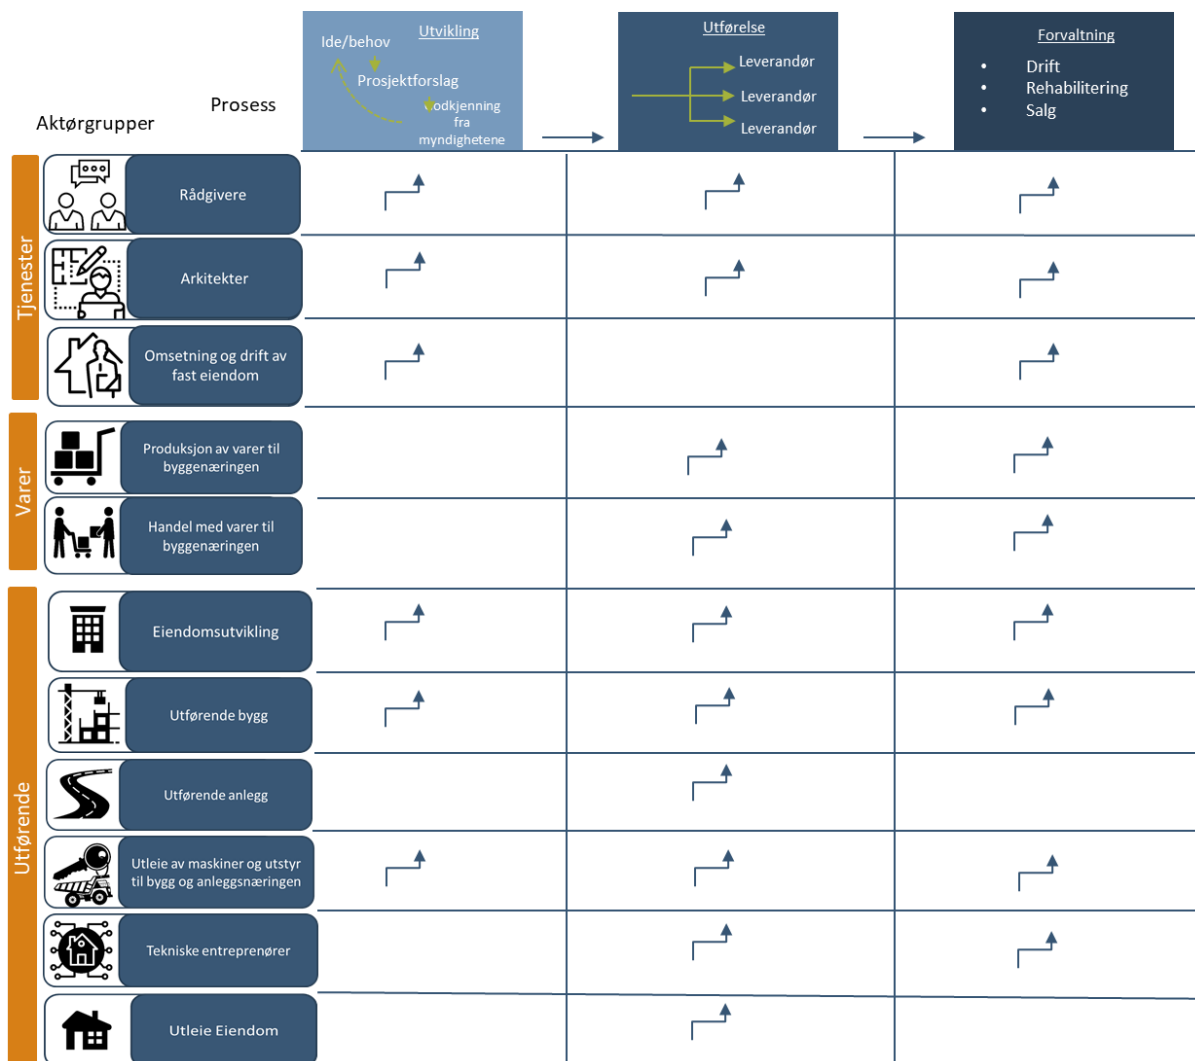 Utvikling
Ide/behov
Prosjektforslag
Godkjenning
fra
myndighetene
Utførelse
Leverandør
Leverandør
Leverandør
Forvaltning
• Drift
• Rehabilitering
• Salg
Prosess
Aktørgrupper
Tjenester
Rådgivere
Arkitekter
Omsetning og drift av
fast eiendom
Varer
Produksjon av varer til
byggenæringen
Handel med varer til
byggenæringen
Utførende
Eiendomsutvikling
Utførende bygg
Utførende anlegg
Utleie av maskiner og utstyr
til bygg og anleggsnæringen
Tekniske entreprenører
Utleie Eiendom